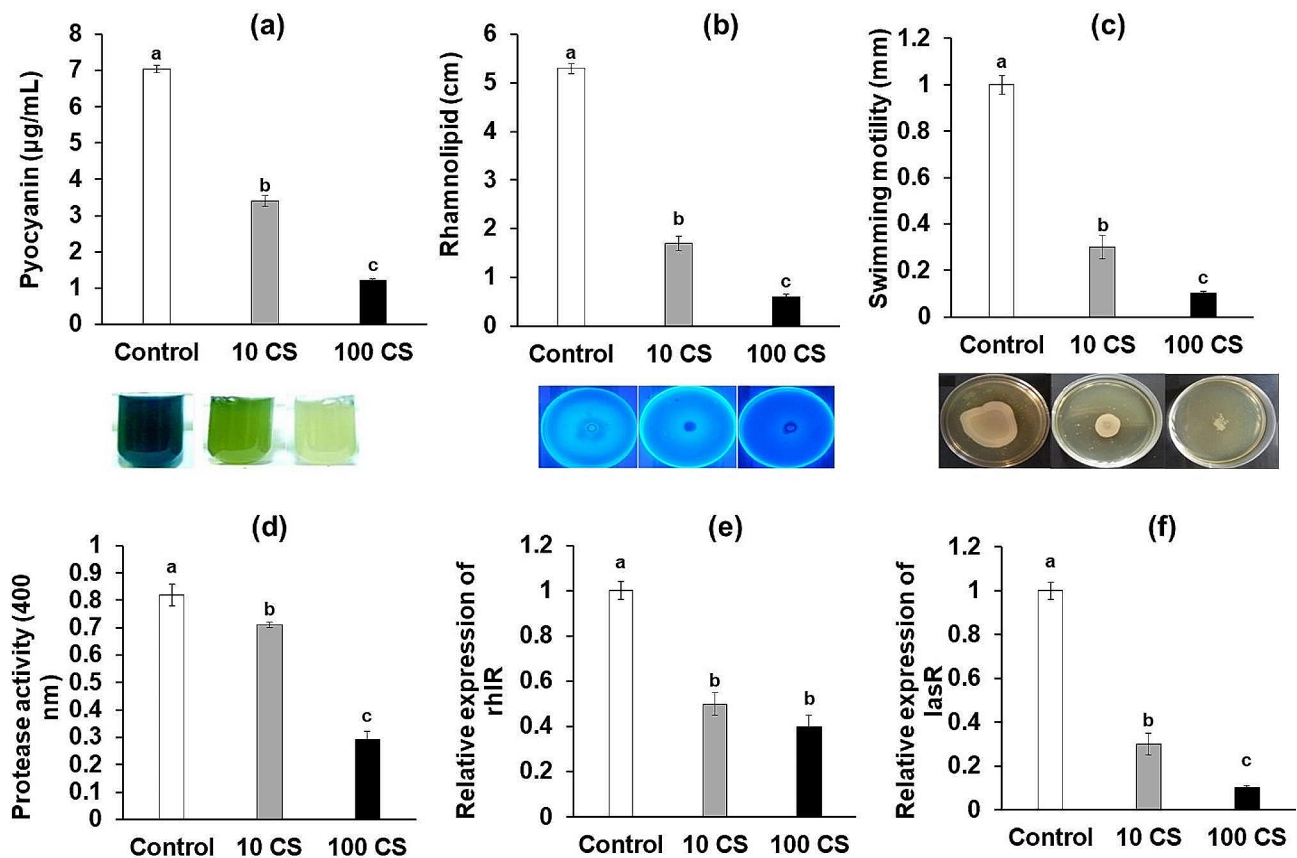 (a)
Pyocyanin (µg/mL)
8
7
6
5
4
3
2
1
0
a
b
c
Control 10 CS 100 CS
(b)
Rhamnolipid (cm)
6
5
4
3
2
1
0
a
b
c
Control 10 CS 100 CS
(c)
Swimming motility (mm)
1.2
1
0.8
0.6
0.4
0.2
0
a
b
c
Control 10 CS 100 CS
(d)
Protease activity (400
nm)
1
0.9
0.8
0.7
0.6
0.5
0.4
0.3
0.2
0.1
0
a
b
c
Control 10 CS 100 CS
(e)
Relative expression of
rhlR
1.2
1
0.8
0.6
0.4
0.2
0
a
b
b
Control 10 CS 100 CS
(f)
Relative expression of
lasR
1.2
1
0.8
0.6
0.4
0.2
0
a
b
c
Control 10 CS 100 CS